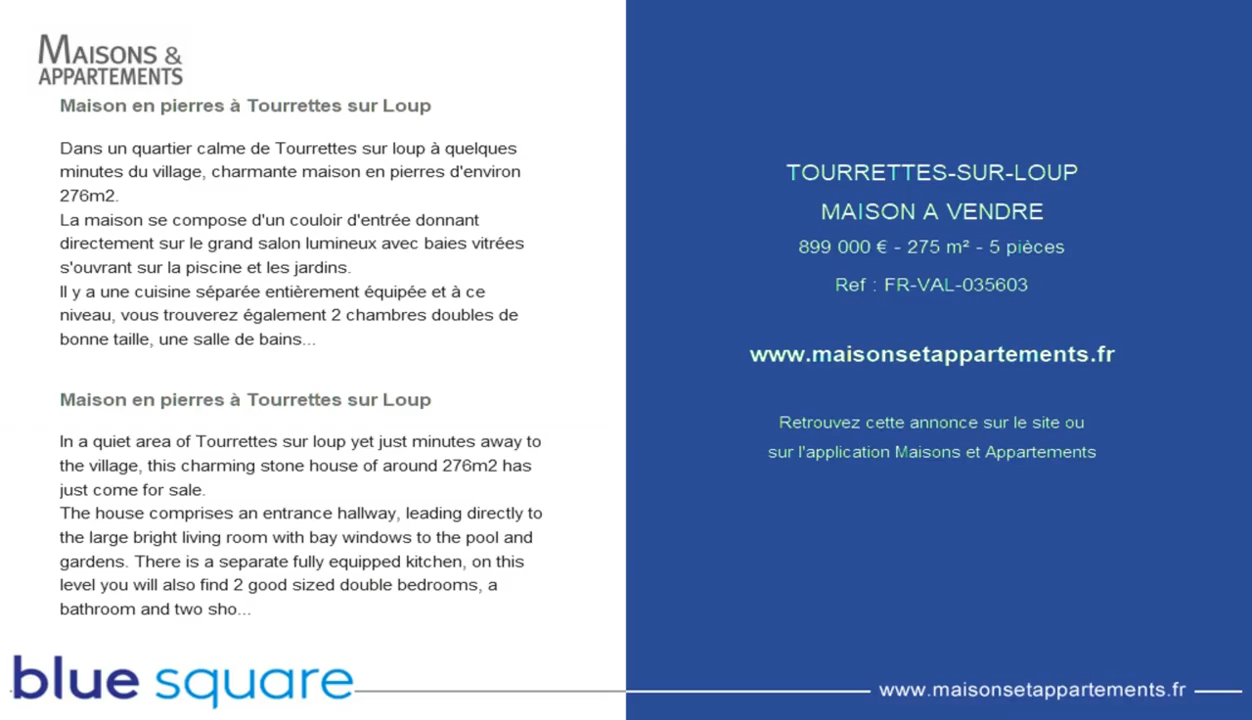 MAISONS &
APPARTEMENTS
Maison en pierres à Tourrettes sur Loup
Dans un quartier calme de Tourrettes sur loup à quelques
minutes du village, charmante maison en pierres d'environ
276m2.
La maison se compose d'un couloir d'entrée donnant
directement sur le grand salon lumineux avec baies vitrées
s'ouvrant sur la piscine et les jardins.
Il y a une cuisine séparée entièrement équipée et à ce
niveau, vous trouverez également 2 chambres doubles de
bonne taille, une salle de bains...
Maison en pierres à Tourrettes sur Loup
In a quiet area of Tourrettes sur loup yet just minutes away to
the village, this charming stone house of around 276m2 has
just come for sale.
The house comprises an entrance hallway, leading directly to
the large bright living room with bay windows to the pool and
gardens. There is a separate fully equipped kitchen, on this
level you will also find 2 good sized double bedrooms, a
bathroom and two sho...
blue square
TOURRETTES-SUR-LOUP
MAISON A VENDRE
899 000 € - 275 m² - 5 pièces
Ref : FR-VAL-035603
www.maisonsetappartements.fr
Retrouvez cette annonce sur le site ou
sur l'application Maisons et Appartements
www.maisonsetappartements.fr